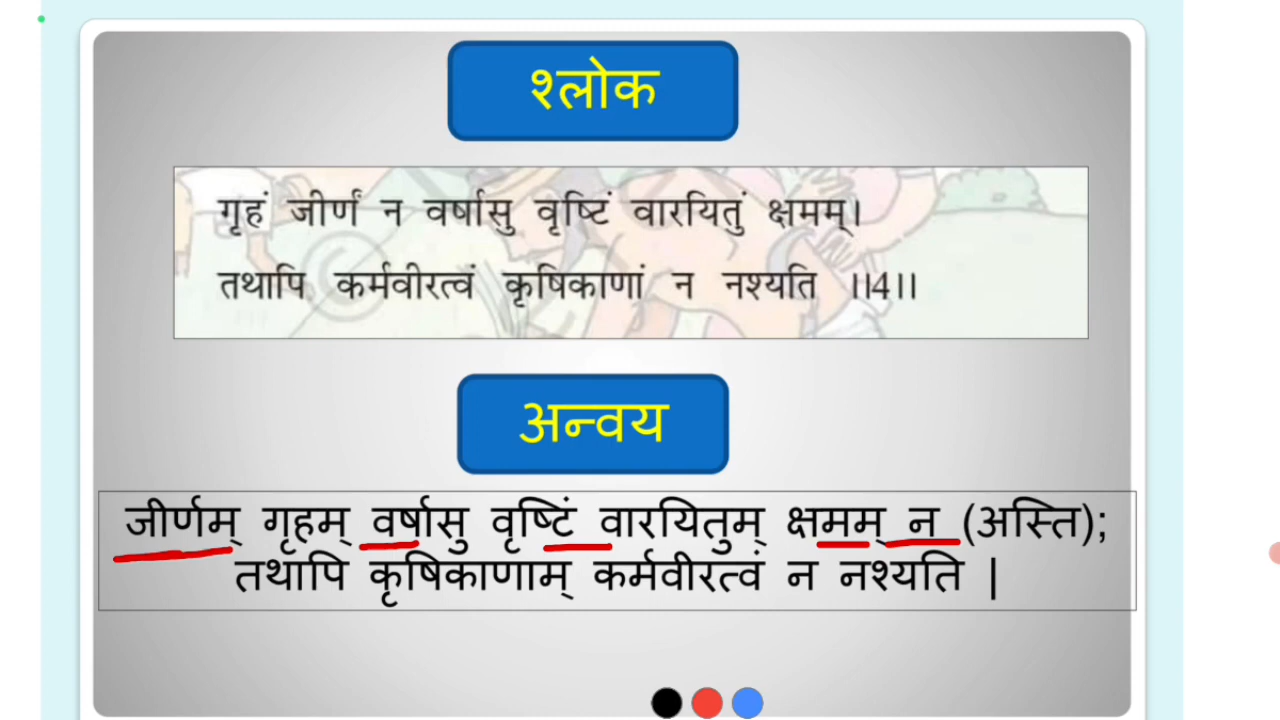 श्लोक
गृहं जीर्णं न वर्षासु वृष्टिं वारयितुं क्षमम्।
तथापि कर्मवीरत्वं कृषिकाणां न नश्यति ।।4।।
अन्वय
जीर्णम् गृहम् वर्षासु वृष्टिं वारयितुम् क्षमम् न (अस्ति);
तथापि कृषिकाणाम् कर्मवीरत्वं न नश्यति |